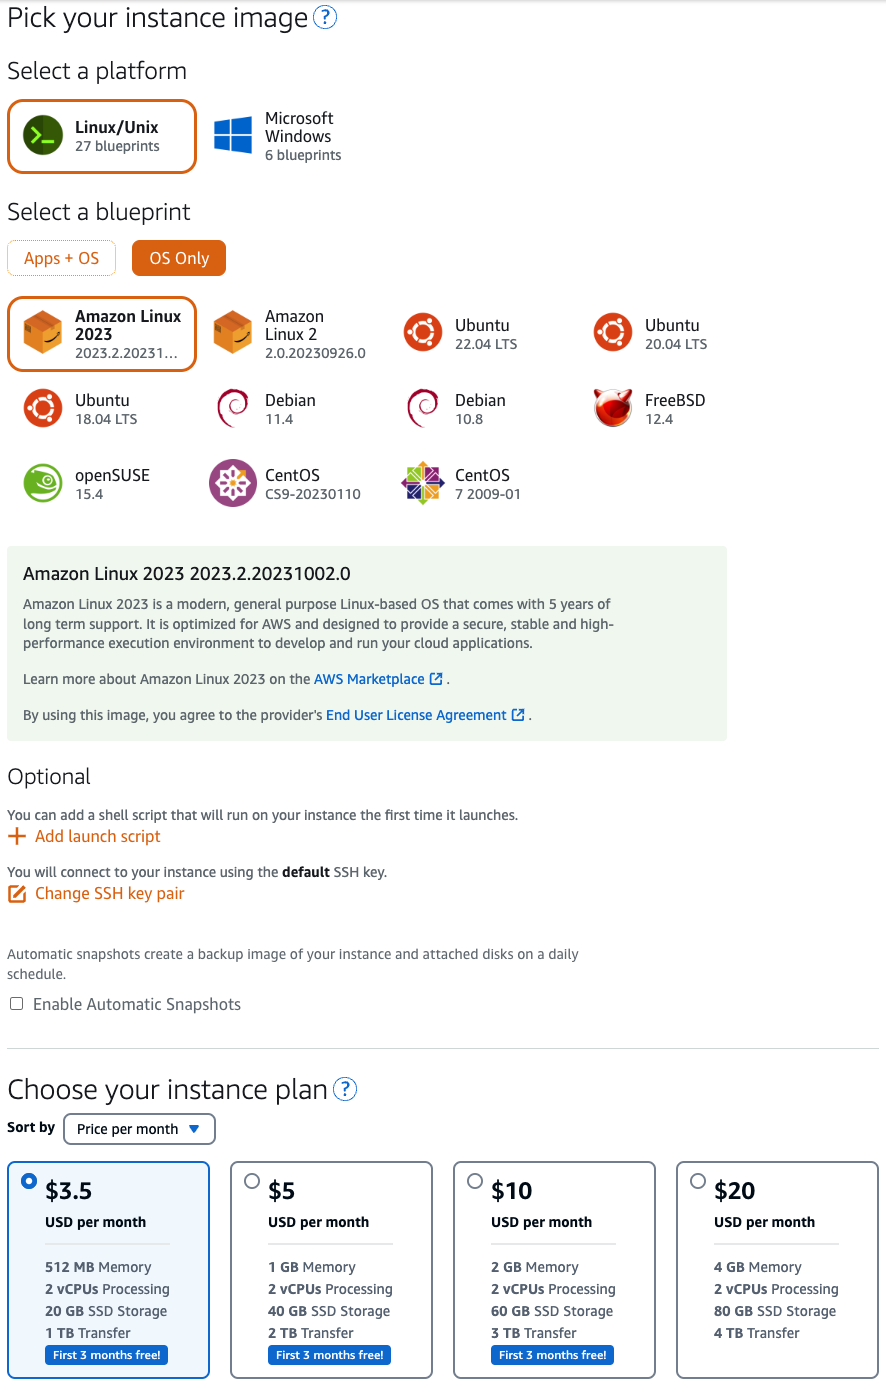 Pick your instance image ?
Select a platform
Linux/Unix
27 blueprints
Microsoft
Windows
6 blueprints
Select a blueprint
Apps + OS
OS Only
Amazon Linux
2023
2023.2.20231...
Amazon
Linux 2
2.0.20230926.0
Ubuntu
22.04 LTS
Ubuntu
20.04 LTS
Ubuntu
18.04 LTS
Debian
11.4
Debian
10.8
FreeBSD
12.4
openSUSE
15.4
CentOS
CS9-20230110
CentOS
7 2009-01
Amazon Linux 2023 2023.2.20231002.0
Amazon Linux 2023 is a modern, general purpose Linux-based OS that comes with 5 years of
long term support. It is optimized for AWS and designed to provide a secure, stable and high-
performance execution environment to develop and run your cloud applications.
Learn more about Amazon Linux 2023 on the AWS Marketplace .
By using this image, you agree to the provider's End User License Agreement .
Optional
You can add a shell script that will run on your instance the first time it launches.
Add launch script
You will connect to your instance using the default SSH key.
Change SSH key pair
Automatic snapshots create a backup image of your instance and attached disks on a daily
schedule.
Enable Automatic Snapshots
Choose your instance plan ?
Sort by Price per month
$3.5
USD per month
512 MB Memory
2 vCPUs Processing
20 GB SSD Storage
1 TB Transfer
First 3 months free!
$5
USD per month
1 GB Memory
2 vCPUs Processing
40 GB SSD Storage
2 TB Transfer
First 3 months free!
$10
USD per month
2 GB Memory
2 vCPUs Processing
60 GB SSD Storage
3 TB Transfer
First 3 months free!
$20
USD per month
4 GB Memory
2 vCPUs Processing
80 GB SSD Storage
4 TB Transfer